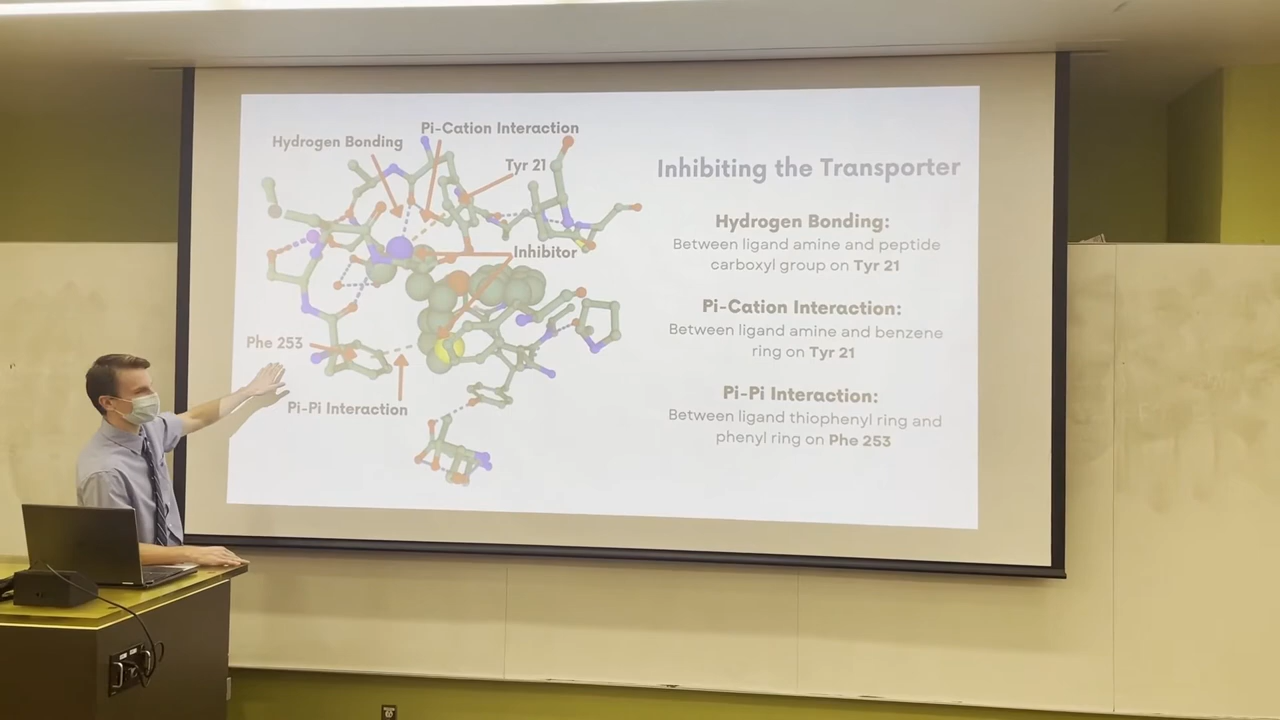 Hydrogen Bonding
Pi-Cation Interaction
Tyr 21
Inhibitor
Phe 253
Pi-Pi Interaction
Inhibiting the Transporter
Hydrogen Bonding:
Between ligand amine and peptide
carboxyl group on Tyr 21
Pi-Cation Interaction:
Between ligand amine and benzene
ring on Tyr 21
Pi-Pi Interaction:
Between ligand thiophenyl ring and
phenyl ring on Phe 253